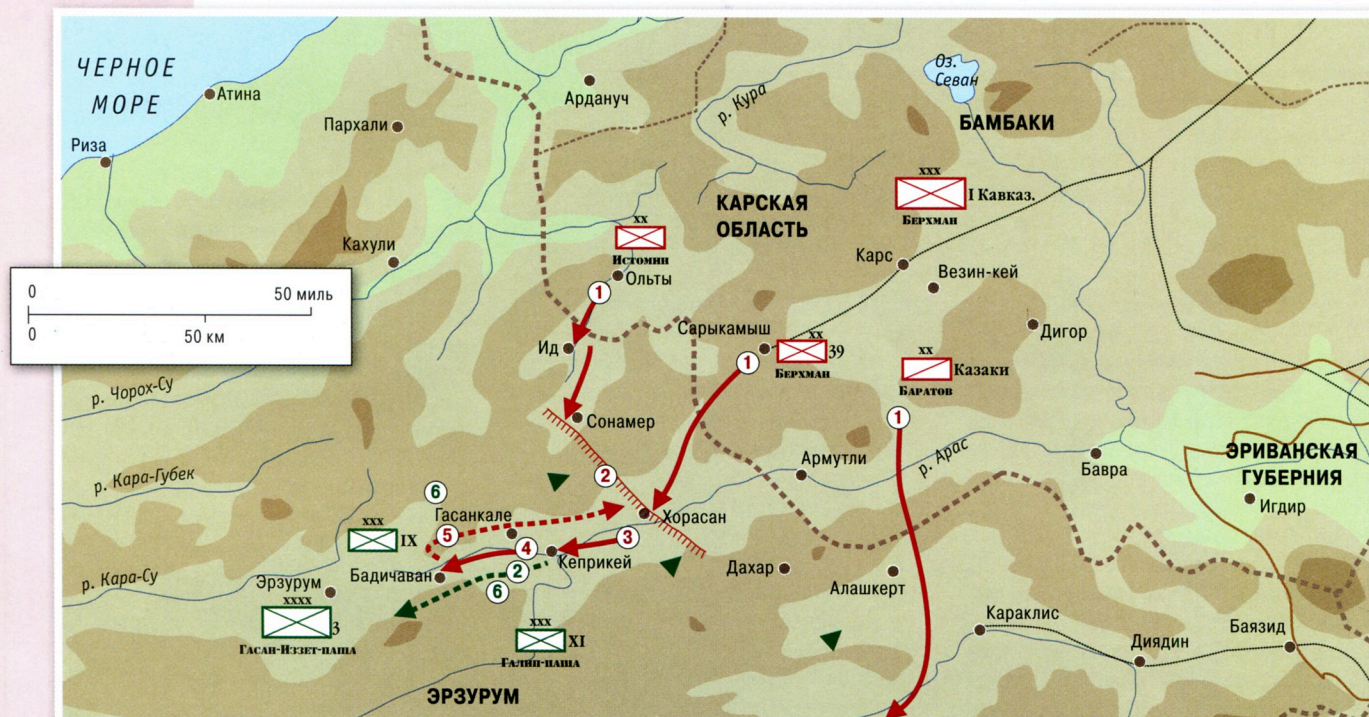 ЧЕРНОЕ
МОРЕ
Атина
Риза
Пархали
Ардануч
р. Кура
Оз.
Севан
БАМБАКИ
xxx
I Кавказ.
Берхман
КАРСКАЯ
ОБЛАСТЬ
xx
Истомин
Ольты
1
Кахули
Карс
Везин-кей
Дигор
0
50 миль
0
50 км
Ид
Сарыкамыш
xx
39
Берхман
1
xx
Казаки
Баратов
1
р. Чорох-Су
Сонамер
р. Кара-Губек
2
Армутли
р. Арас
Бавра
ЭРИВАНСКАЯ
ГУБЕРНИЯ
Игдир
6
Гасанкале
Хорасан
xxx
IX
5
4
3
Кеприкей
р. Кара-Су
Эрзурум
Бадичаван
2
6
Дахар
Алашкерт
xxxx
3
Гасан-Иззет-паша
xxx
XI
Галип-паша
Караклис
Диядин
Баязид
ЭРЗУРУМ